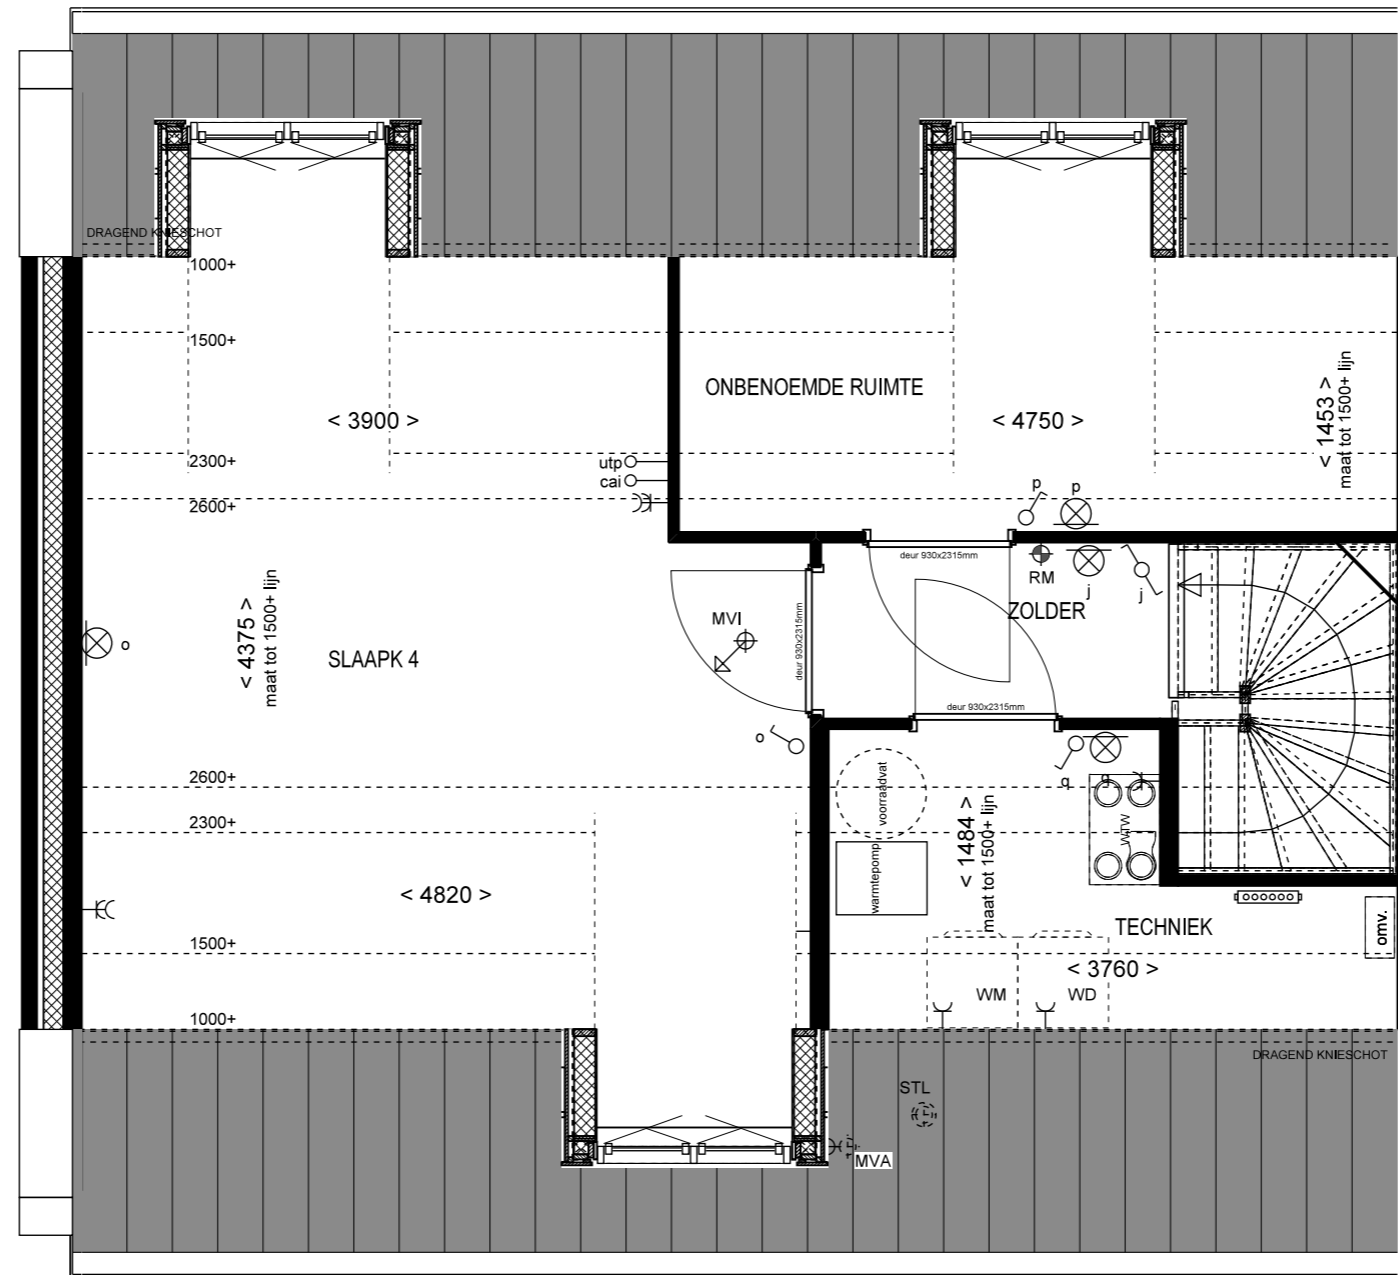 DRAGEND KNIESCHOT
1000+
1500+
ONBENOEMDE RUIMTE
< 3900 >
< 4750 >
< 1453 >
maat tot 1500+ lijn
2300+
utp
cai
2600+
p
p
deur 930x2315mm
RM
j
j
ZOLDER
MVI
deur 930x2315mm
< 4375 >
maat tot 1500+ lijn
o
SLAAPK 4
deur 930x2315mm
o
q
q
2600+
voorraadvat
WTW
2300+
< 1484 >
maat tot 1500+ lijn
warmtepomp
< 4820 >
TECHNIEK
omv.
1500+
< 3760 >
WM
WD
1000+
DRAGEND KNIESCHOT
STL
MVA